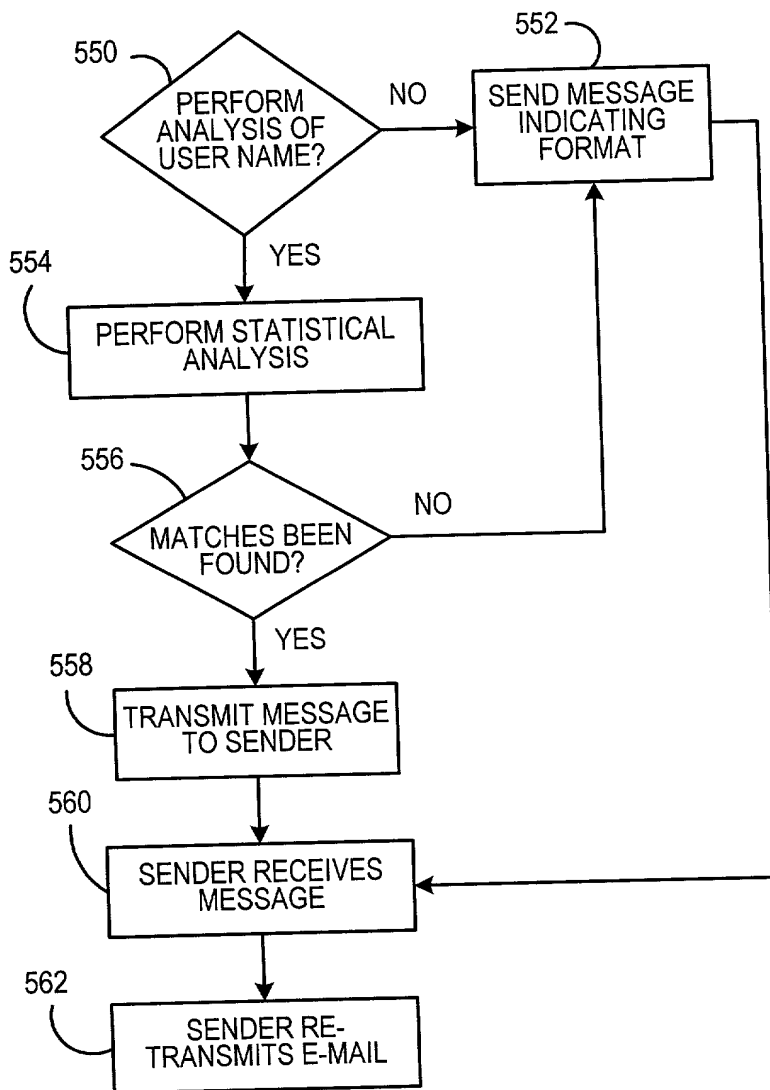 550
PERFORM
ANALYSIS OF
USER NAME?
NO
552
SEND MESSAGE
INDICATING
FORMAT
YES
554
PERFORM STATISTICAL
ANALYSIS
556
MATCHES BEEN
FOUND?
NO
YES
558
TRANSMIT MESSAGE
TO SENDER
560
SENDER RECEIVES
MESSAGE
562
SENDER RE-
TRANSMITS E-MAIL